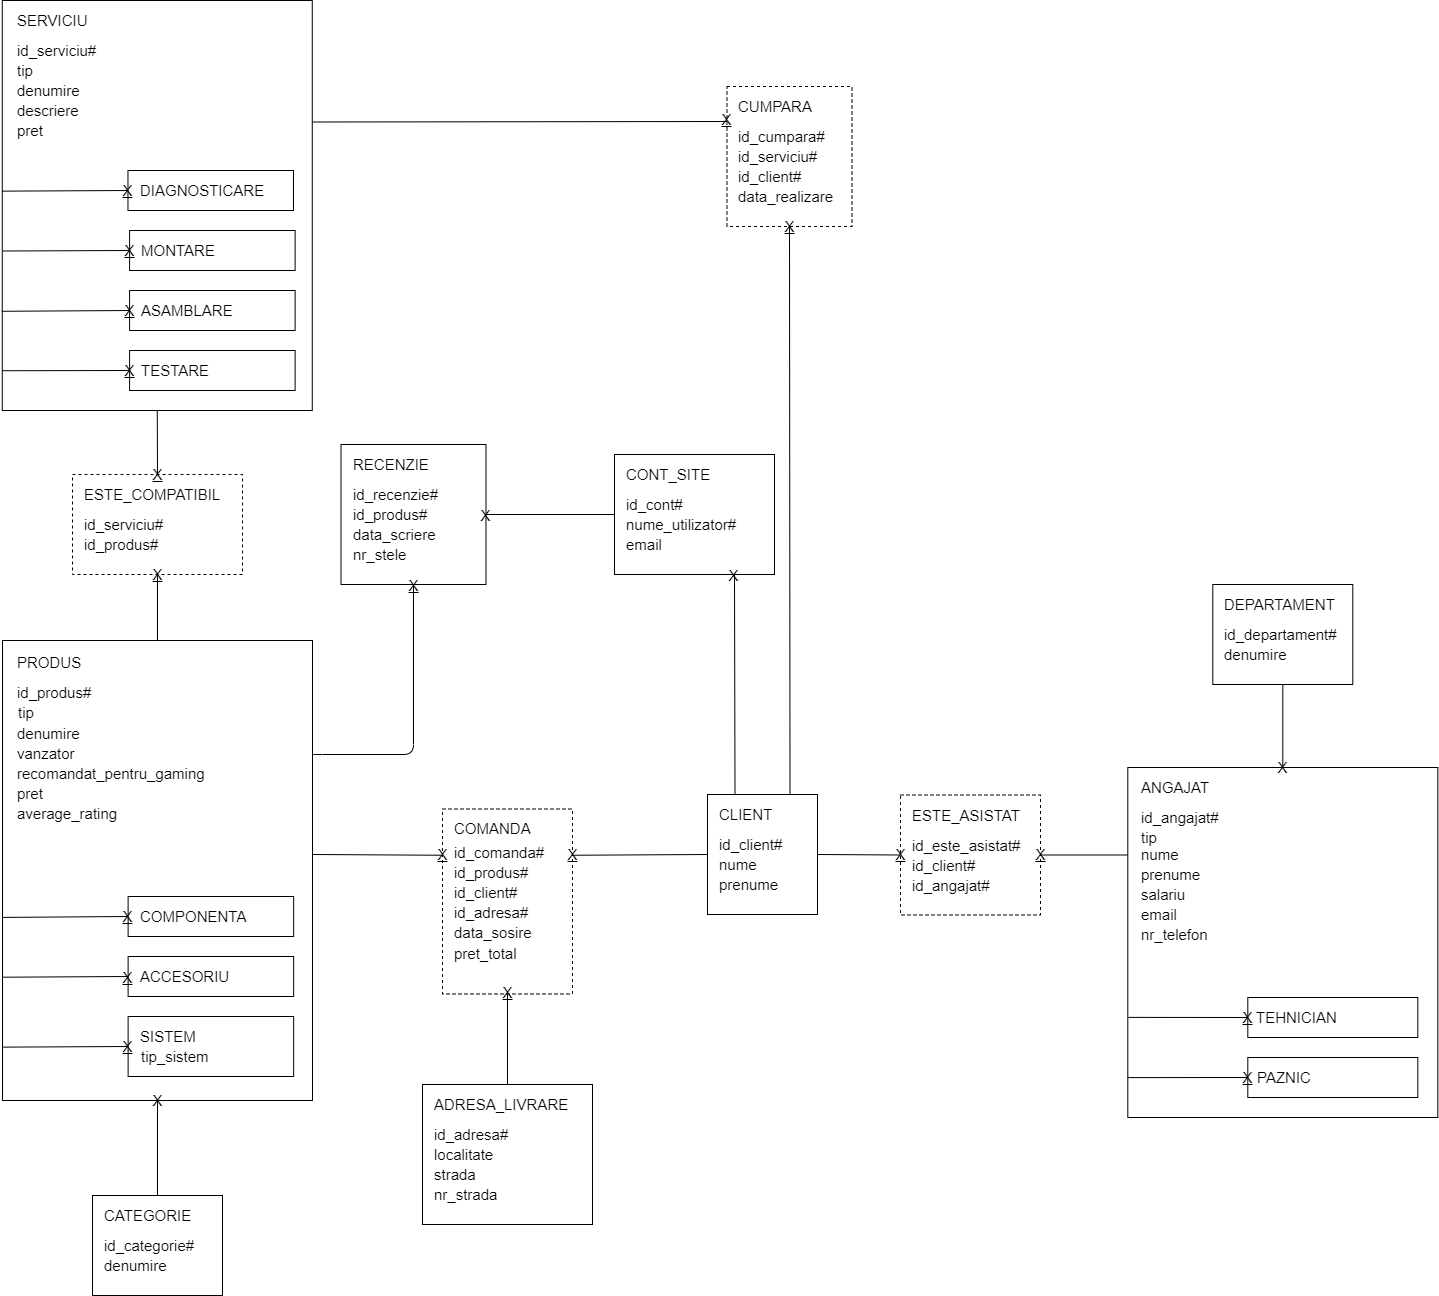 SERVICIU
id_serviciu#
tip
denumire
descriere
pret
DIAGNOSTICARE
MONTARE
ASAMBLARE
TESTARE
CUMPARA
id_cumpara#
id_serviciu#
id_client#
data_realizare
ESTE_COMPATIBIL
id_serviciu#
id_produs#
RECENZIE
id_recenzie#
id_produs#
data_scriere
nr_stele
CONT_SITE
id_cont#
nume_utilizator#
email
DEPARTAMENT
id_departament#
denumire
PRODUS
id_produs#
tip
denumire
vanzator
recomandat_pentru_gaming
pret
average_rating
COMPONENTA
ACCESORIU
SISTEM
tip_sistem
COMANDA
id_comanda#
id_produs#
id_client#
id_adresa#
data_sosire
pret_total
CLIENT
id_client#
nume
prenume
ESTE_ASISTAT
id_este_asistat#
id_client#
id_angajat#
ANGAJAT
id_angajat#
tip
nume
prenume
salariu
email
nr_telefon
TEHNICIAN
PAZNIC
ADRESA_LIVRARE
id_adresa#
localitate
strada
nr_strada
CATEGORIE
id_categorie#
denumire